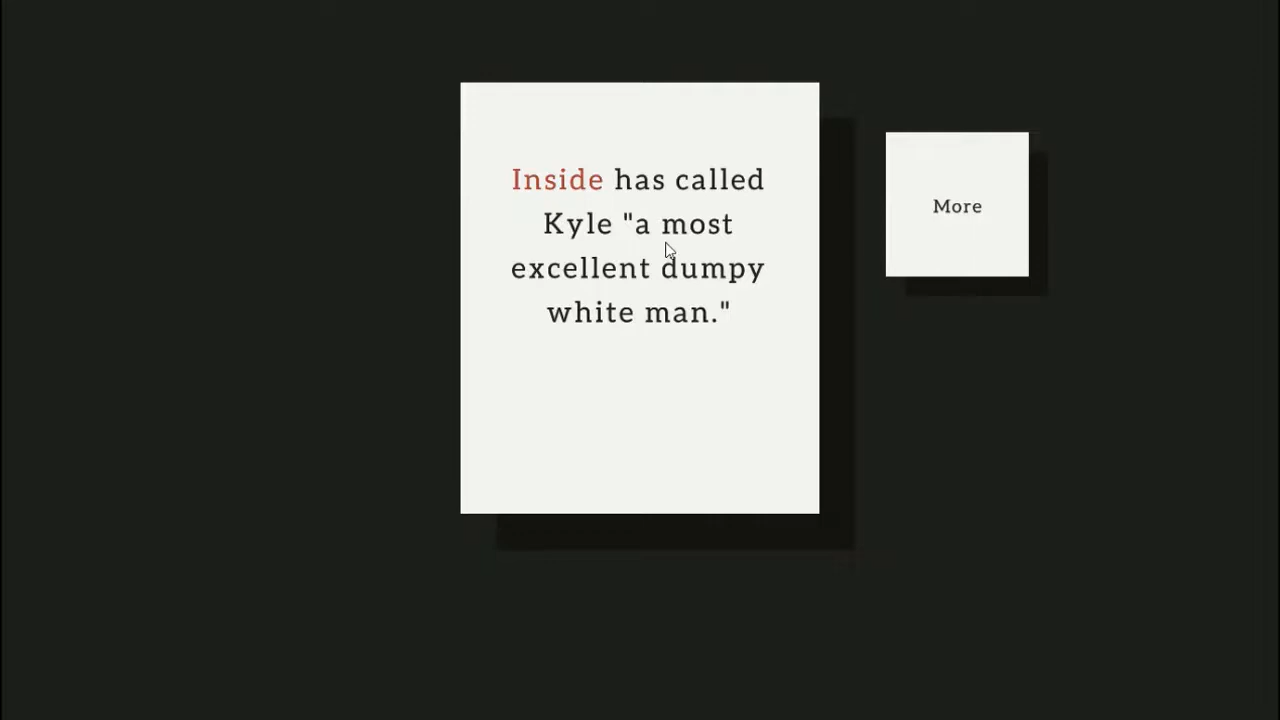 Inside has called
Kyle "a most
excellent dumpy
white man."
More